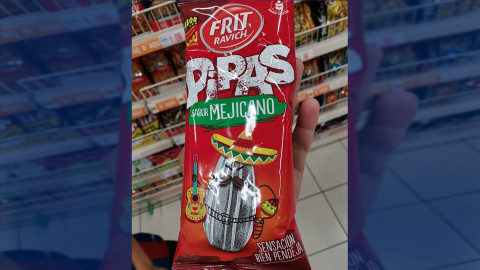 FRIT
RAVICH
PIPAS
SABOR MEJICANO
SENSACIÓN
BIEN PENDEJA